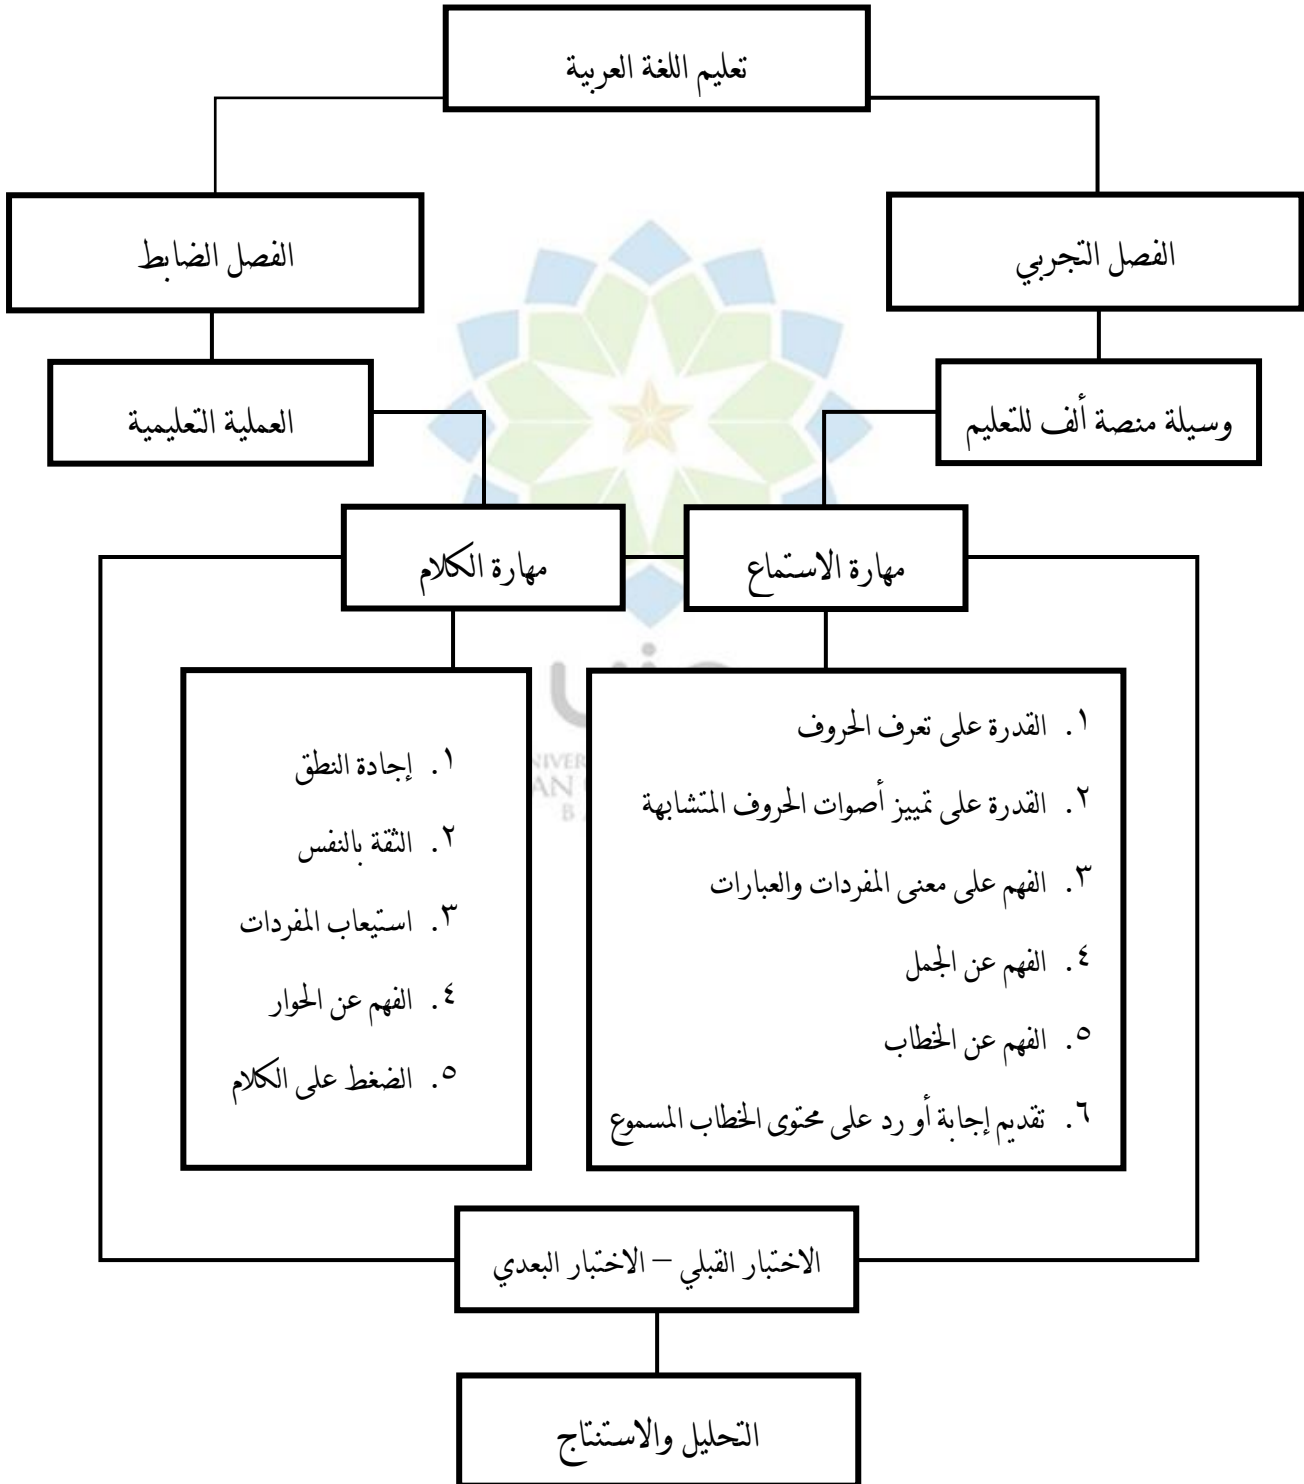 تعليم اللغة العربية
الفصل التجربي
الفصل الضابط
وسيلة منصة ألف للتعليم
العملية التعليمية
مهارة الاستماع
مهارة الكلام
١. القدرة على تعرف الحروف
٢. القدرة على تمييز أصوات الحروف المتشابهة
٣. الفهم على معنى المفردات والعبارات
٤. الفهم عن الجمل
٥. الفهم عن الخطاب
٦. تقديم إجابة أو رد على محتوى الخطاب المسموع
١. إجادة النطق
٢. الثقة بالنفس
٣. استيعاب المفردات
٤. الفهم عن الحوار
٥. الضغط على الكلام
الاختبار القبلي – الاختبار البعدي
التحليل والاستنتاج